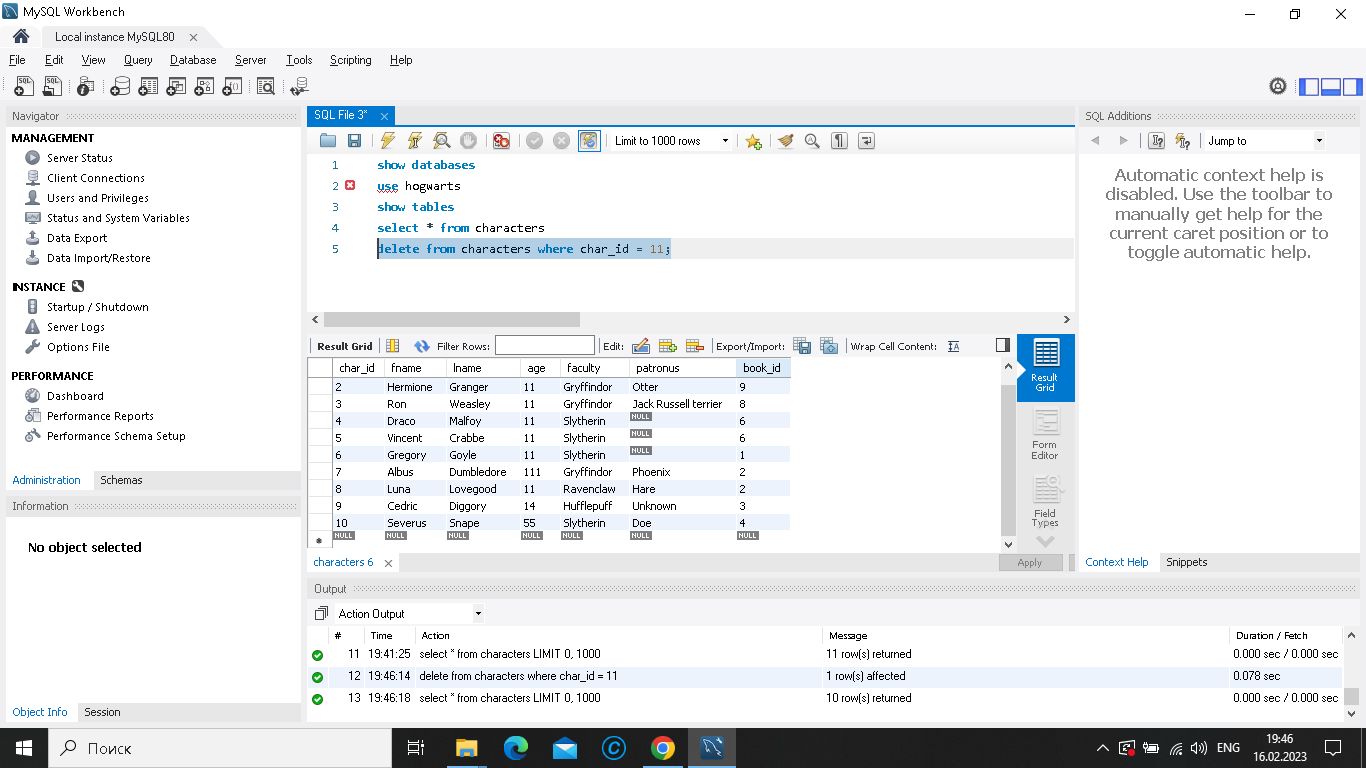 MySQL Workbench
Local instance MySQL80
File Edit View Query Database Server Tools Scripting Help
Navigator
MANAGEMENT
Server Status
Client Connections
Users and Privileges
Status and System Variables
Data Export
Data Import/Restore
INSTANCE
Startup / Shutdown
Server Logs
Options File
PERFORMANCE
Dashboard
Performance Reports
Performance Schema Setup
Administration Schemas
Information
No object selected
Object Info Session
SQL File 3*
Limit to 1000 rows
1 show databases
2 use hogwarts
3 show tables
4 select * from characters
5 delete from characters where char_id = 11;
Result Grid Filter Rows: Edit: Export/Import: Wrap Cell Content:
char_id fname lname age faculty patronus book_id
2 Hermione Granger 11 Gryffindor Otter 9
3 Ron Weasley 11 Gryffindor Jack Russell terrier 8
4 Draco Malfoy 11 Slytherin NULL 6
5 Vincent Crabbe 11 Slytherin NULL 6
6 Gregory Goyle 11 Slytherin NULL 1
7 Albus Dumbledore 111 Gryffindor Phoenix 2
8 Luna Lovegood 11 Ravenclaw Hare 2
9 Cedric Diggory 14 Hufflepuff Unknown 3
10 Severus Snape 55 Slytherin Doe 4
NULL NULL NULL NULL NULL NULL NULL
Result Grid
Form Editor
Field Types
characters 6
Apply
SQL Additions
Jump to
Automatic context help is
disabled. Use the toolbar to
manually get help for the
current caret position or to
toggle automatic help.
Context Help Snippets
Output
Action Output
# Time Action Message Duration / Fetch
11 19:41:25 select * from characters LIMIT 0, 1000 11 row(s) returned 0.000 sec / 0.000 sec
12 19:46:14 delete from characters where char_id = 11 1 row(s) affected 0.078 sec
13 19:46:18 select * from characters LIMIT 0, 1000 10 row(s) returned 0.000 sec / 0.000 sec
Поиск
ENG
19:46
16.02.2023